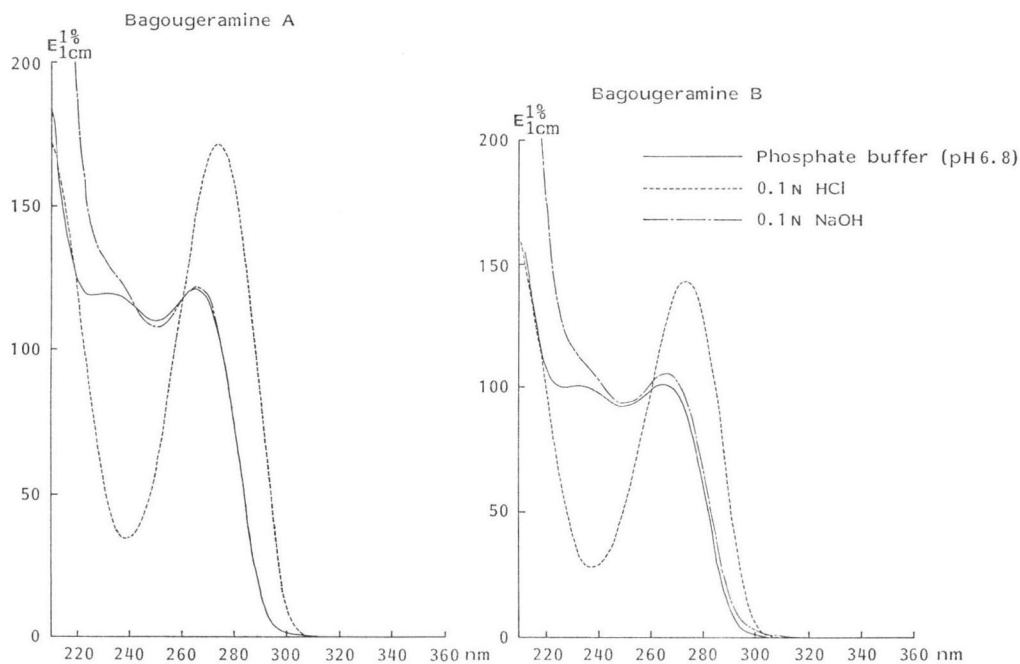 Bagougeramine A
E1%1cm
200
150
100
50
0
220 240 260 280 300 320 340 360 nm
Bagougeramine B
E1%1cm
200
150
100
50
0
220 240 260 280 300 320 340 360 nm
Phosphate buffer (pH 6.8)
0.1 N HCl
0.1 N NaOH